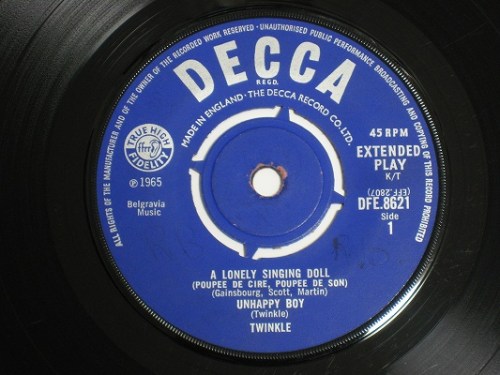 ALL RIGHTS OF THE MANUFACTURER AND OF THE OWNER OF THE RECORDED WORK RESERVED · UNAUTHORISED PUBLIC PERFORMANCE BROADCASTING AND COPYING OF THIS RECORD PROHIBITED
DECCA
REGD.
MADE IN ENGLAND · THE DECCA RECORD CO., LTD.
TRUE HIGH
ffrr
FIDELITY
℗ 1965
Belgravia
Music
45 RPM
EXTENDED
PLAY
K/T
(EFF.2807)
DFE.8621
Side
1
A LONELY SINGING DOLL
(POUPEE DE CIRE, POUPEE DE SON)
(Gainsbourg, Scott, Martin)
UNHAPPY BOY
(Twinkle)
TWINKLE